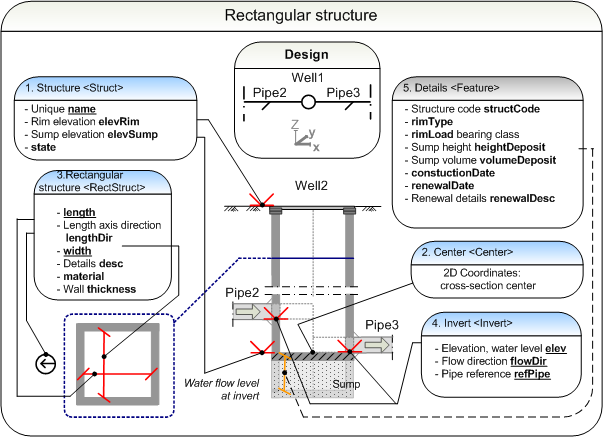 Rectangular structure
Design
Well1
Pipe2 Pipe3
Z
y
x
1. Structure <Struct>
- Unique name
- Rim elevation elevRim
- Sump elevation elevSump
- state
5. Details <Feature>
- Structure code structCode
- rimType
- rimLoad bearing class
- Sump height heightDeposit
- Sump volume volumeDeposit
- constuctionDate
- renewalDate
- Renewal details renewalDesc
3.Rectangular
structure <RectStruct>
- length
- Length axis direction
lengthDir
- width
- Details desc
- material
- Wall thickness
Well2
2. Center <Center>
2D Coordinates:
cross-section center
Pipe2
Pipe3
4. Invert <Invert>
- Elevation, water level elev
- Flow direction flowDir
- Pipe reference refPipe
Water flow level
at invert
Sump